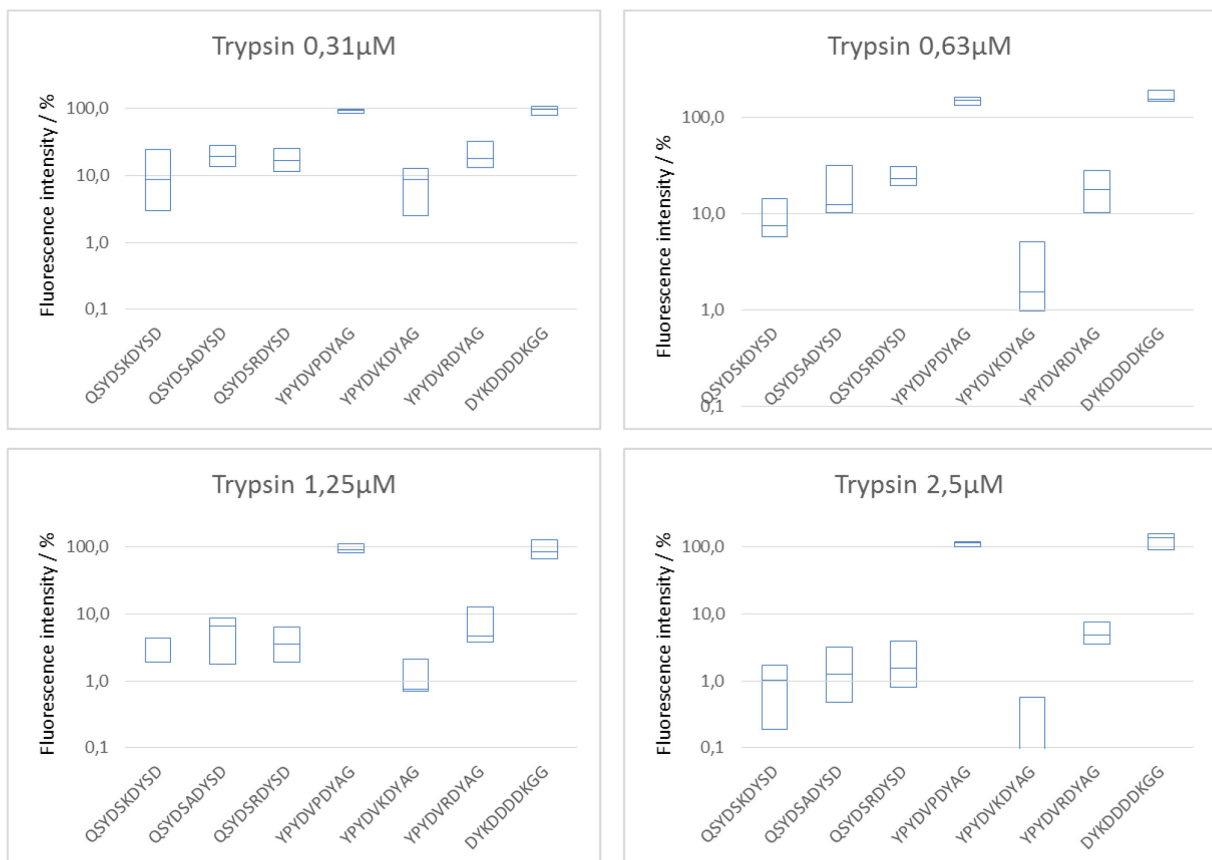 Trypsin 0,31µM
Fluorescence intensity / %
100,0
10,0
1,0
0,1
QSYDSKDYSD
QSYDSADYSD
QSYDSRDYSD
YPYDVPDYAG
YPYDVKDYAG
YPYDVRDYAG
DYKDDDDKGG
Trypsin 0,63µM
Fluorescence intensity / %
100,0
10,0
1,0
0,1
QSYDSKDYSD
QSYDSADYSD
QSYDSRDYSD
YPYDVPDYAG
YPYDVKDYAG
YPYDVRDYAG
DYKDDDDKGG
Trypsin 1,25µM
Fluorescence intensity / %
100,0
10,0
1,0
0,1
QSYDSKDYSD
QSYDSADYSD
QSYDSRDYSD
YPYDVPDYAG
YPYDVKDYAG
YPYDVRDYAG
DYKDDDDKGG
Trypsin 2,5µM
Fluorescence intensity / %
100,0
10,0
1,0
0,1
QSYDSKDYSD
QSYDSADYSD
QSYDSRDYSD
YPYDVPDYAG
YPYDVKDYAG
YPYDVRDYAG
DYKDDDDKGG